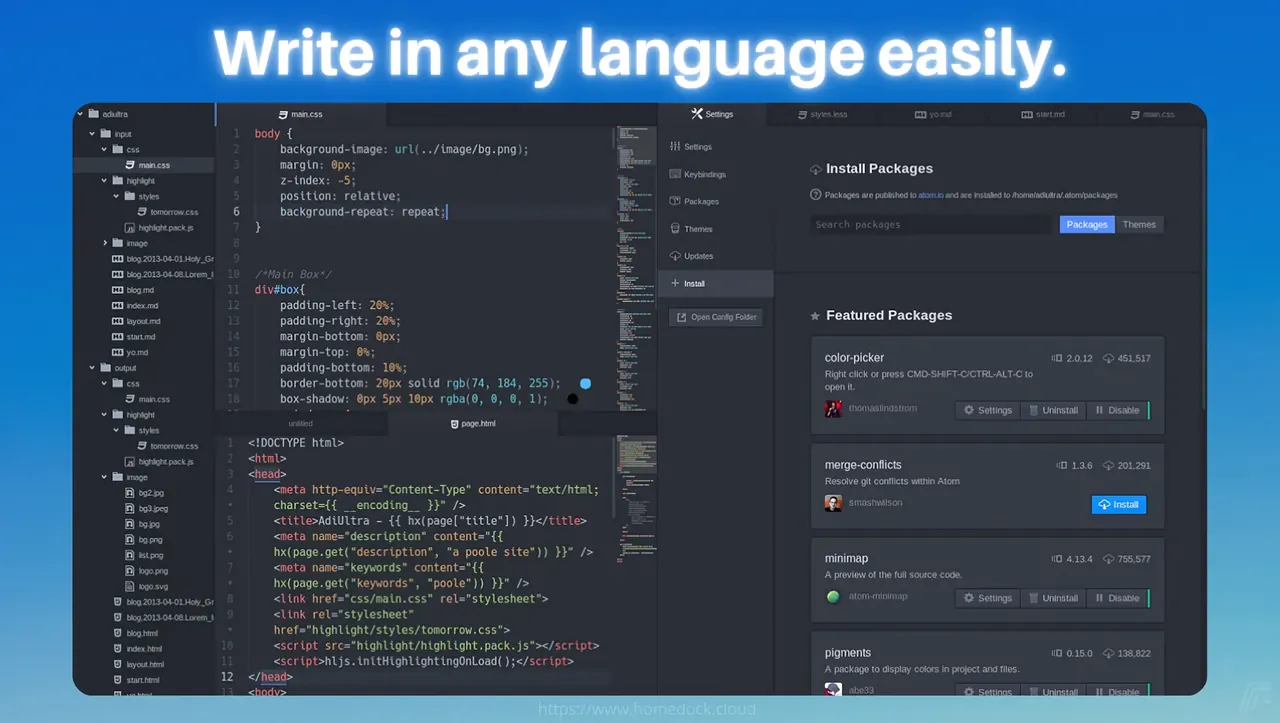 Write in any language easily.
adiultra
input
css
main.css
highlight
styles
tomorrow.css
highlight.pack.js
image
blog.2013-04-01.Holy_Gr
blog.2013-04-08.Lorem_I
blog.md
index.md
layout.md
start.md
yo.md
output
css
main.css
highlight
styles
tomorrow.css
highlight.pack.js
image
bg2.jpg
bg3.jpeg
bg.jpg
bg.png
list.png
logo.png
logo.svg
blog.2013-04-01.Holy_Gr
blog.2013-04-08.Lorem_I
blog.html
index.html
layout.html
start.html
yo.html
main.css
1 body {
2 background-image: url(../image/bg.png);
3 margin: 0px;
4 z-index: -5;
5 position: relative;
6 background-repeat: repeat;
7 }
8
9
10 /*Main Box*/
11 div#box{
12 padding-left: 20%;
13 padding-right: 20%;
14 margin-bottom: 0px;
15 margin-top: 0%;
16 padding-bottom: 10%;
17 border-bottom: 20px solid rgb(74, 184, 255);
18 box-shadow: 0px 5px 10px rgba(0, 0, 0, 1);
untitled
page.html
1 <!DOCTYPE html>
2 <html>
3 <head>
4 <meta http-equiv="Content-Type" content="text/html;
• charset={{ __encoding__ }}" />
5 <title>AdiUltra - {{ hx(page["title"]) }}</title>
6 <meta name="description" content="{{
• hx(page.get("description", "a poole site")) }}" />
7 <meta name="keywords" content="{{
• hx(page.get("keywords", "poole")) }}" />
8 <link href="css/main.css" rel="stylesheet">
9 <link rel="stylesheet"
• href="highlight/styles/tomorrow.css">
10 <script src="highlight/highlight.pack.js"></script>
11 <script>hljs.initHighlightingOnLoad();</script>
12 </head>
13 <body>
Settings
styles.less
yo.md
start.md
main.css
Settings
Keybindings
Packages
Themes
Updates
Install
Open Config Folder
Install Packages
Packages are published to atom.io and are installed to /home/adiultra/.atom/packages
Search packages
Packages Themes
Featured Packages
color-picker 2.0.12 451,517
Right click or press CMD-SHIFT-C/CTRL-ALT-C to
open it.
thomaslindstrom Settings Uninstall Disable
merge-conflicts 1.3.6 201,291
Resolve git conflicts within Atom
smashwilson Install
minimap 4.13.4 755,577
A preview of the full source code.
atom-minimap Settings Uninstall Disable
pigments 0.15.0 138,822
A package to display colors in project and files.
abe33 Settings Uninstall Disable
https://www.homedock.cloud